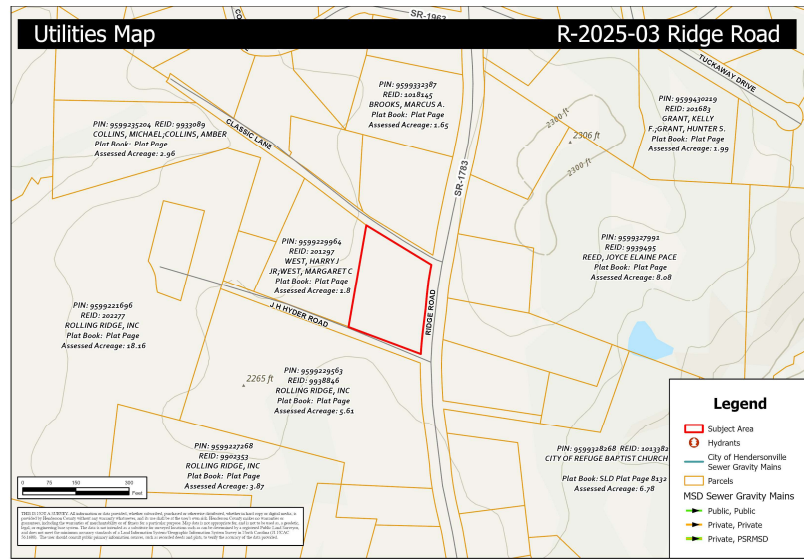 Utilities Map
R-2025-03 Ridge Road
SR-1963
TUCKAWAY DRIVE
PIN: 9599332387
REID: 1018145
BROOKS, MARCUS A.
Plat Book: Plat Page
Assessed Acreage: 1.65
PIN: 9599430219
REID: 201683
GRANT, KELLY
F.;GRANT, HUNTER S.
Plat Book: Plat Page
Assessed Acreage: 1.99
PIN: 9599235204 REID: 9933089
COLLINS, MICHAEL;COLLINS, AMBER
Plat Book: Plat Page
Assessed Acreage: 2.96
CLASSIC LANE
SR-1783
2300 ft
2306 ft
2300 ft
PIN: 9599229964
REID: 201297
WEST, HARRY J
JR;WEST, MARGARET C
Plat Book: Plat Page
Assessed Acreage: 1.8
PIN: 9599327991
REID: 9939495
REED, JOYCE ELAINE PACE
Plat Book: Plat Page
Assessed Acreage: 8.08
RIDGE ROAD
J H HYDER ROAD
PIN: 9599221696
REID: 202277
ROLLING RIDGE, INC
Plat Book: Plat Page
Assessed Acreage: 18.16
2265 ft
PIN: 9599229563
REID: 9938846
ROLLING RIDGE, INC
Plat Book: Plat Page
Assessed Acreage: 5.61
PIN: 9599227268
REID: 9902353
ROLLING RIDGE, INC
Plat Book: Plat Page
Assessed Acreage: 3.87
PIN: 9599328268 REID: 1013382
CITY OF REFUGE BAPTIST CHURCH
Plat Book: SLD Plat Page 8132
Assessed Acreage: 6.78
Legend
Subject Area
Hydrants
City of Hendersonville
Sewer Gravity Mains
Parcels
MSD Sewer Gravity Mains
Public, Public
Private, Private
Private, PSRMSD
0 75 150 300
Feet
THIS IS NOT A SURVEY.